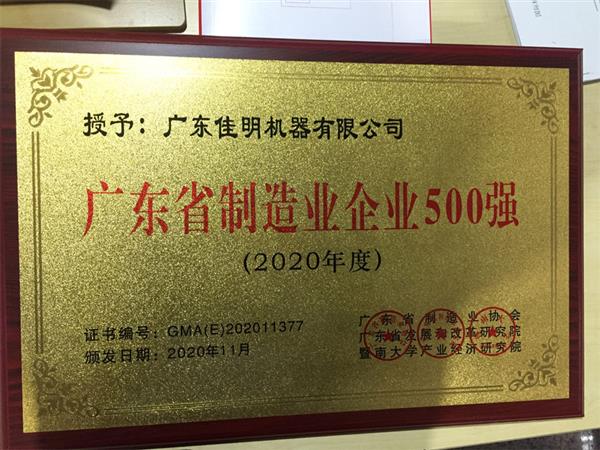 授予：广东佳明机器有限公司
广东省制造业企业500强
(2020年度)
证书编号：GMA(E)202011377
颁发日期：2020年11月
广东省制造业协会
广东省发展和改革研究院
暨南大学产业经济研究院